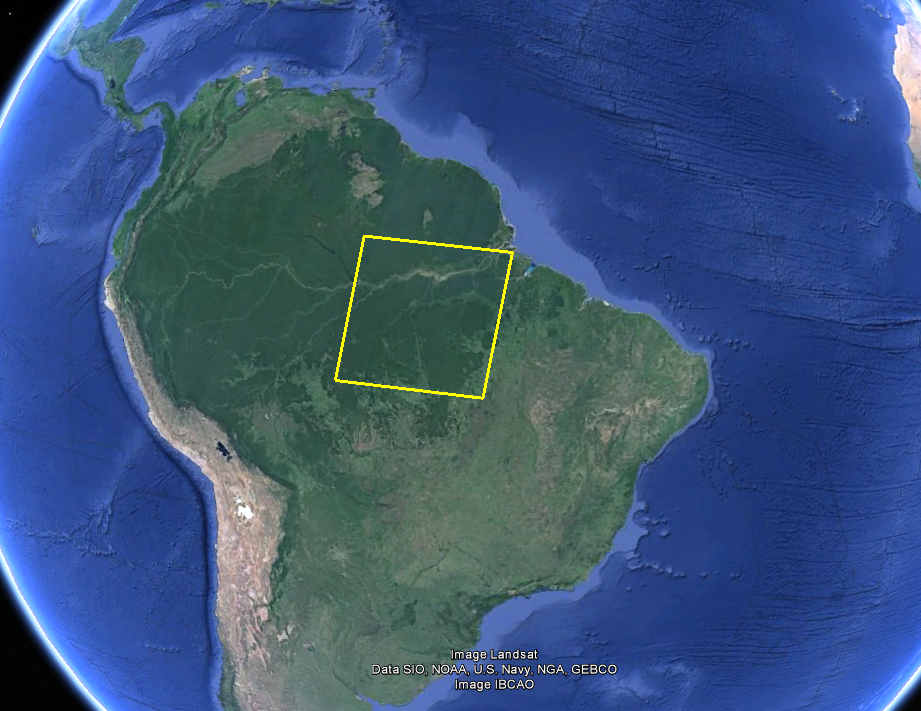 Image Landsat
Data SIO, NOAA, U.S. Navy, NGA, GEBCO
Image IBCAO